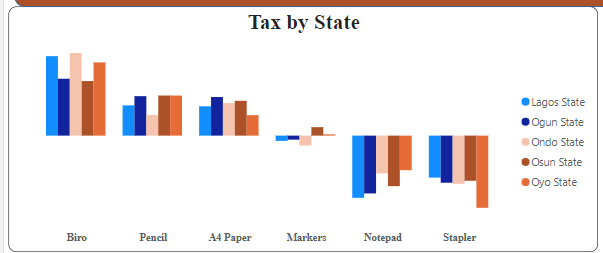 Tax by State
Lagos State
Ogun State
Ondo State
Osun State
Oyo State
Biro Pencil A4 Paper Markers Notepad Stapler